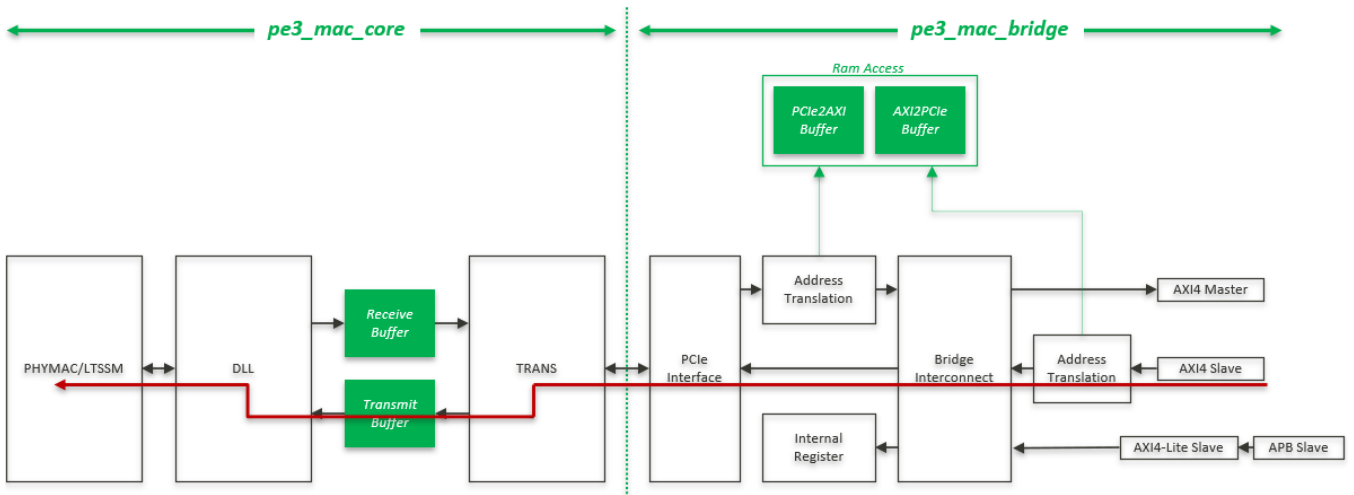 pe3_mac_core
pe3_mac_bridge
Ram Access
PCIe2AXI
Buffer
AXI2PCIe
Buffer
PHYMAC/LTSSM
DLL
Receive
Buffer
Transmit
Buffer
TRANS
PCIe
Interface
Address
Translation
Internal
Register
Bridge
Interconnect
Address
Translation
AXI4 Master
AXI4 Slave
AXI4-Lite Slave
APB Slave